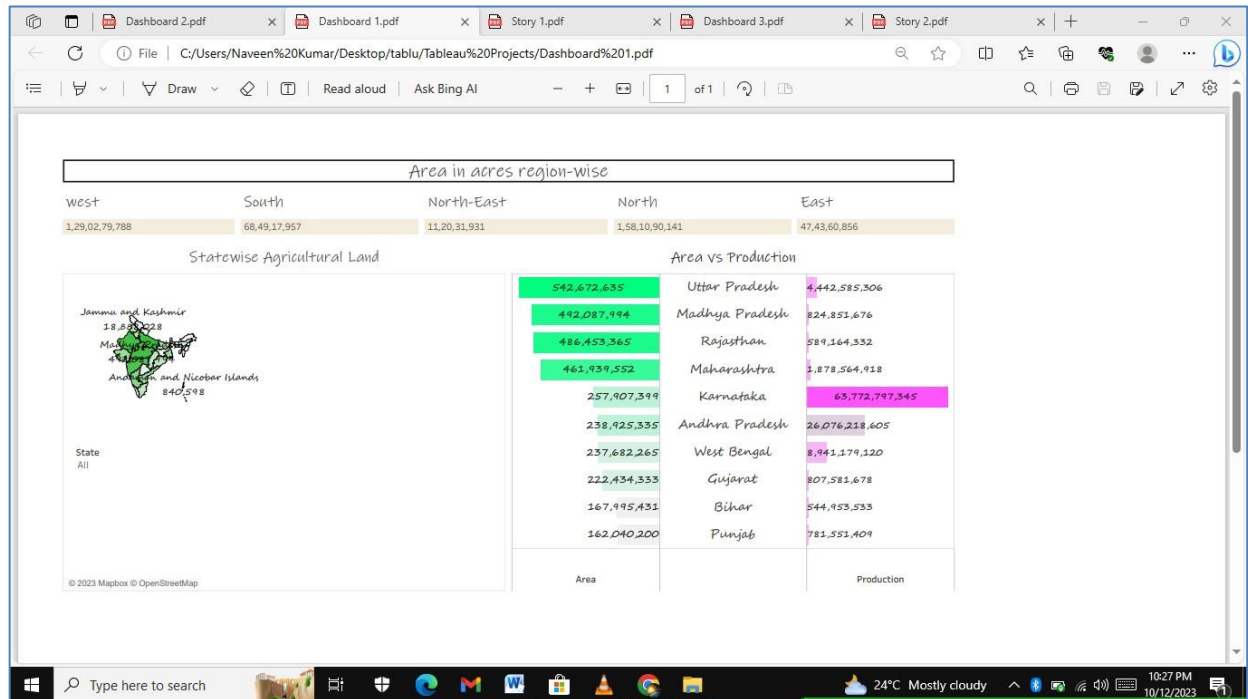 Dashboard 2.pdf Dashboard 1.pdf Story 1.pdf Dashboard 3.pdf Story 2.pdf
File C:/Users/Naveen%20Kumar/Desktop/tablu/Tableau%20Projects/Dashboard%201.pdf
Draw Read aloud Ask Bing AI 1 of 1
Area in acres region-wise
west South North-East North East
1,29,02,79,788 68,49,17,957 11,20,31,931 1,58,10,90,141 47,43,60,856
Statewise Agricultural Land Area vs Production
542,672,635 Uttar Pradesh 4,442,585,306
492,087,994 Madhya Pradesh 824,851,676
486,453,365 Rajasthan 589,164,332
461,939,552 Maharashtra 1,878,564,918
257,907,399 Karnataka 63,772,797,345
238,925,335 Andhra Pradesh 26,076,218,605
237,682,265 West Bengal 8,941,179,120
222,434,333 Gujarat 807,581,678
167,995,431 Bihar 544,953,533
162,040,200 Punjab 781,551,409
Area Production
Jammu and Kashmir
Andaman and Nicobar Islands
840,598
State
All
© 2023 Mapbox © OpenStreetMap
Type here to search 24°C Mostly cloudy 10:27 PM
10/12/2023